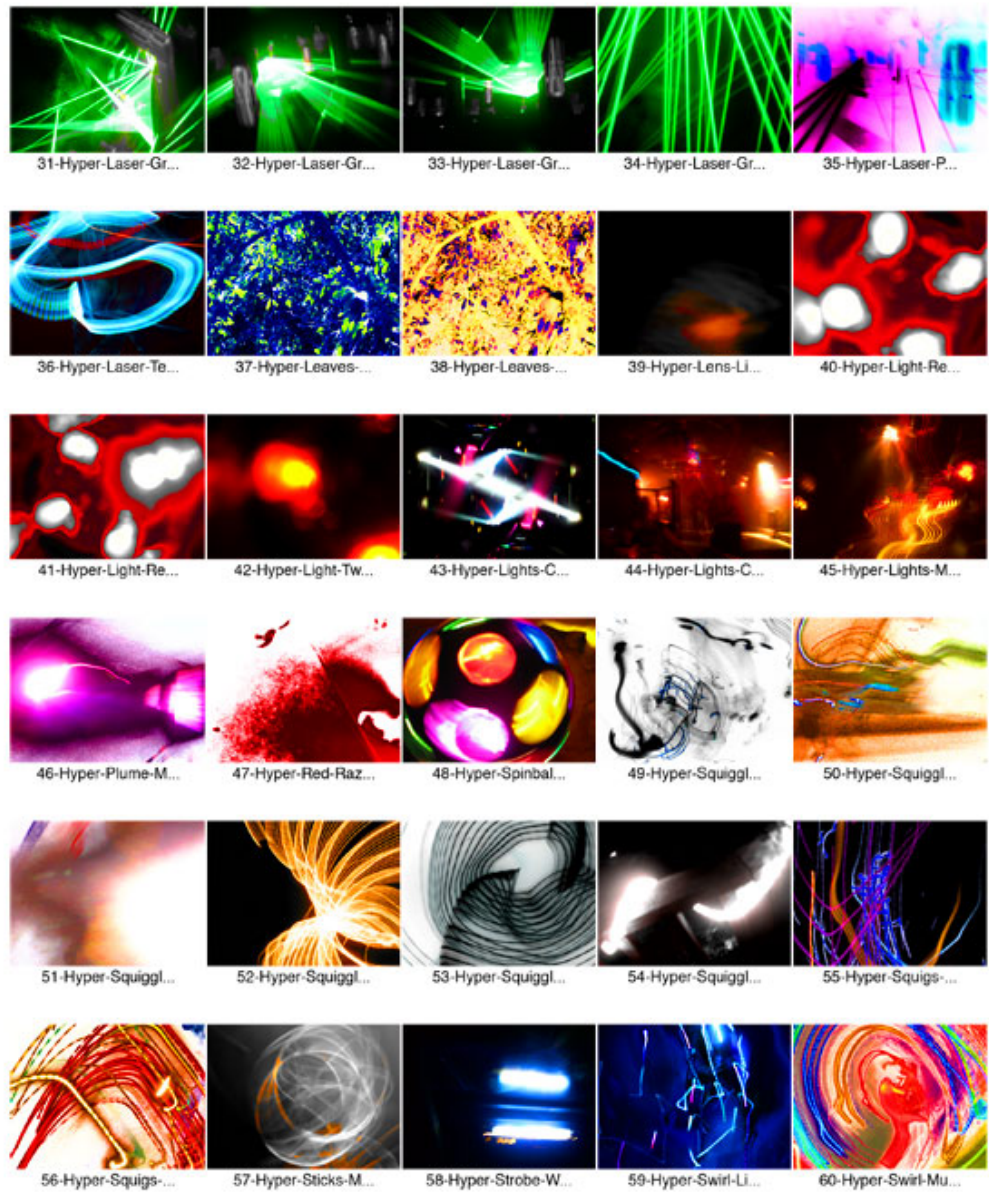 31-Hyper-Laser-Gr...
32-Hyper-Laser-Gr...
33-Hyper-Laser-Gr...
34-Hyper-Laser-Gr...
35-Hyper-Laser-P...
36-Hyper-Laser-Te...
37-Hyper-Leaves-...
38-Hyper-Leaves-...
39-Hyper-Lens-Li...
40-Hyper-Light-Re...
41-Hyper-Light-Re...
42-Hyper-Light-Tw...
43-Hyper-Lights-C...
44-Hyper-Lights-C...
45-Hyper-Lights-M...
46-Hyper-Plume-M...
47-Hyper-Red-Raz...
48-Hyper-Spinbal...
49-Hyper-Squiggl...
50-Hyper-Squiggl...
51-Hyper-Squiggl...
52-Hyper-Squiggl...
53-Hyper-Squiggl...
54-Hyper-Squiggl...
55-Hyper-Squigs-...
56-Hyper-Squigs-...
57-Hyper-Sticks-M...
58-Hyper-Strobe-W...
59-Hyper-Swirl-Li...
60-Hyper-Swirl-Mu...